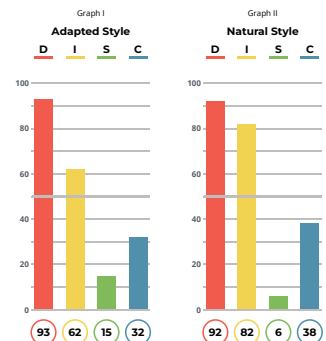 Graph I
Adapted Style
D I S C
100
80
60
40
20
0
93 62 15 32
Graph II
Natural Style
D I S C
100
80
60
40
20
0
92 82 6 38